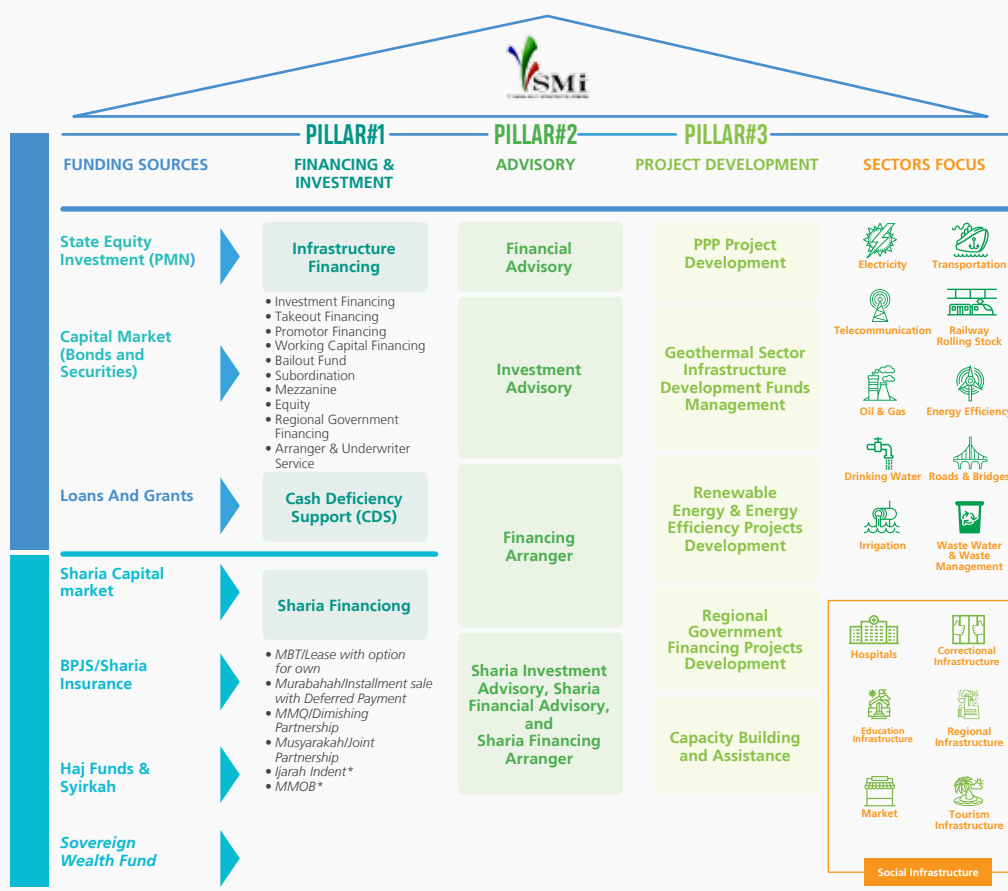 SMi
PILLAR#1
PILLAR#2
PILLAR#3
FUNDING SOURCES
FINANCING &
INVESTMENT
ADVISORY
PROJECT DEVELOPMENT
SECTORS FOCUS
State Equity
Investment (PMN)
Capital Market
(Bonds and
Securities)
Loans And Grants
Sharia Capital
market
BPJS/Sharia
Insurance
Haj Funds &
Syirkah
Sovereign
Wealth Fund
Infrastructure
Financing
• Investment Financing
• Takeout Financing
• Promotor Financing
• Working Capital Financing
• Bailout Fund
• Subordination
• Mezzanine
• Equity
• Regional Government
Financing
• Arranger & Underwriter
Service
Cash Deficiency
Support (CDS)
Sharia Financiong
• MBT/Lease with option
for own
• Murabahah/Installment sale
with Deferred Payment
• MMQ/Dimishing
Partnership
• Musyarakah/Joint
Partnership
• Ijarah Indent*
• MMOB*
Financial
Advisory
Investment
Advisory
Financing
Arranger
Sharia Investment
Advisory, Sharia
Financial Advisory,
and
Sharia Financing
Arranger
PPP Project
Development
Geothermal Sector
Infrastructure
Development Funds
Management
Renewable
Energy & Energy
Efficiency Projects
Development
Regional
Government
Financing Projects
Development
Capacity Building
and Assistance
Electricity
Transportation
Telecommunication
Railway
Rolling Stock
Oil & Gas
Energy Efficiency
Drinking Water
Roads & Bridges
Irrigation
Waste Water
& Waste
Management
Hospitals
Correctional
Infrastructure
Education
Infrastructure
Regional
Infrastructure
Market
Tourism
Infrastructure
Social Infrastructure